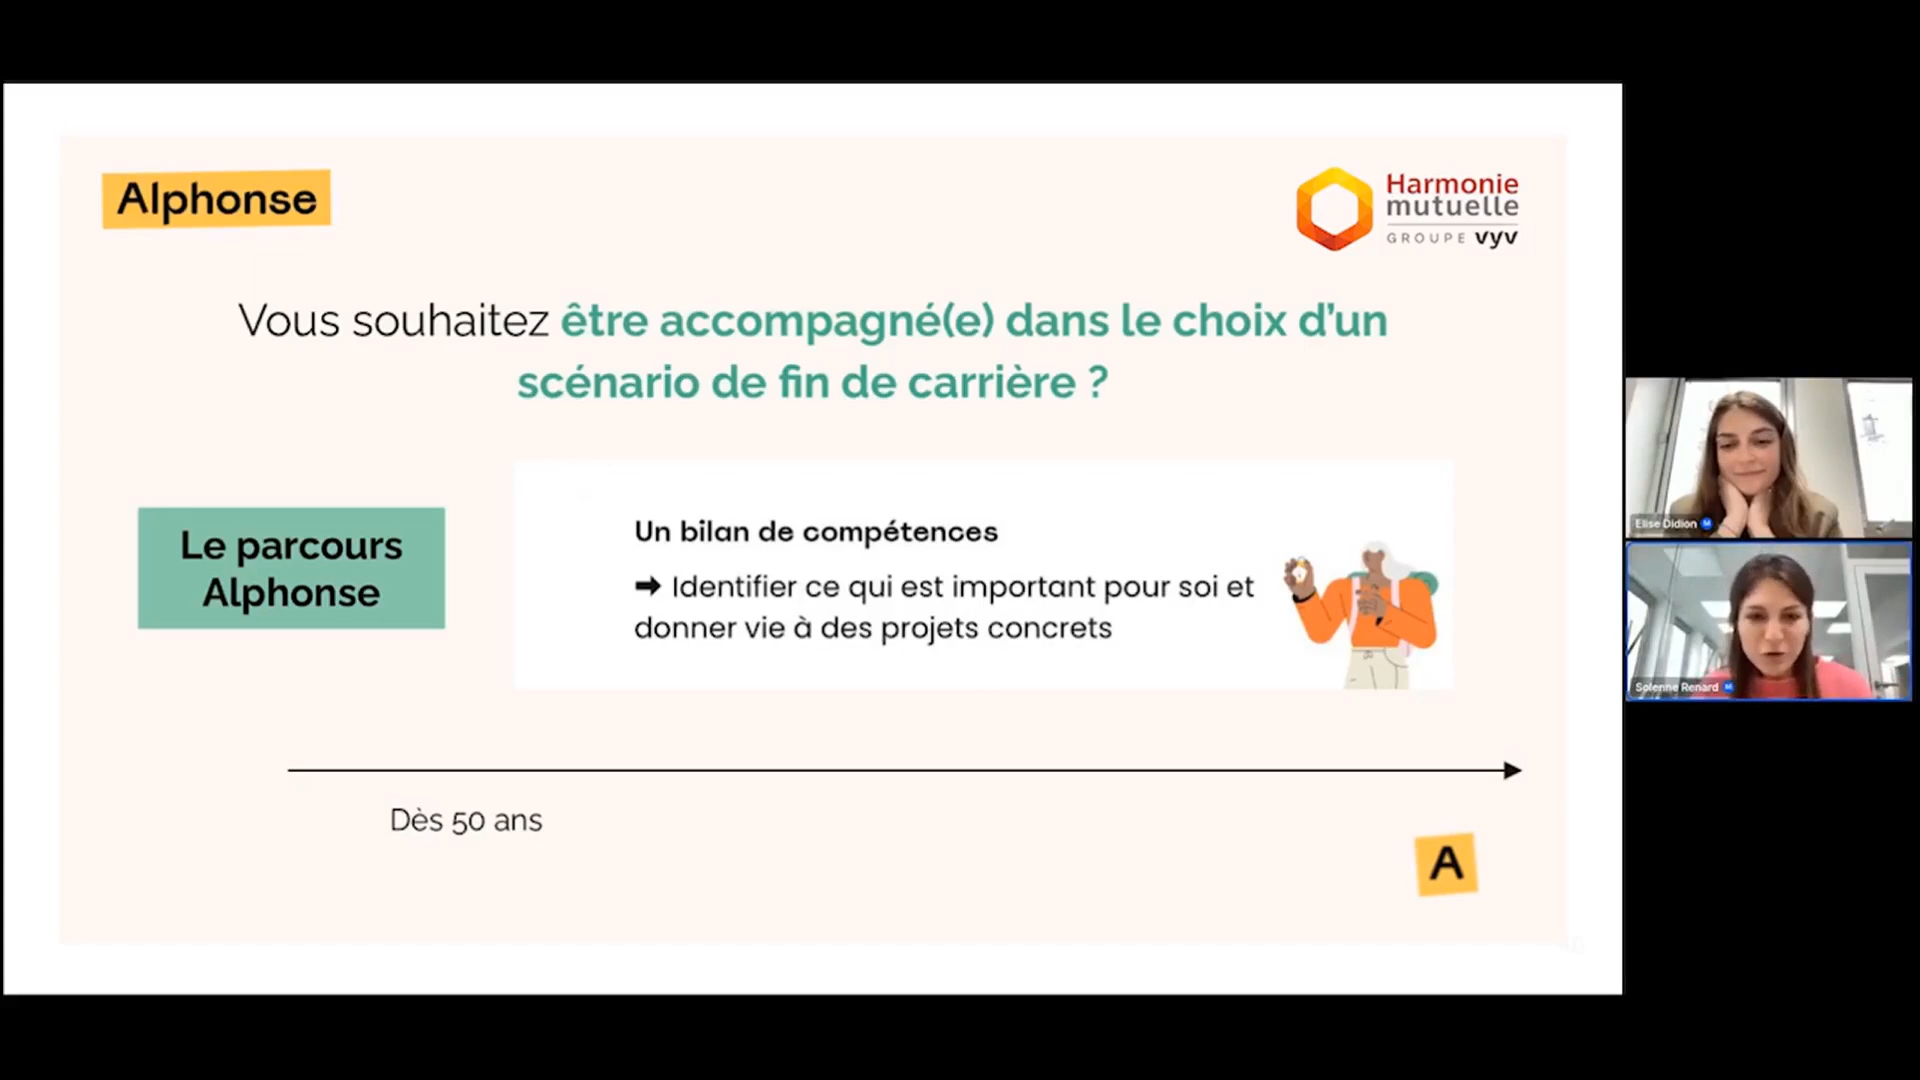 Alphonse
Harmonie
mutuelle
GROUPE vyv
Vous souhaitez être accompagné(e) dans le choix d'un
scénario de fin de carrière ?
Le parcours
Alphonse
Un bilan de compétences
➡ Identifier ce qui est important pour soi et
donner vie à des projets concrets
Dès 50 ans
A
Elise Didion
Solenne Renard